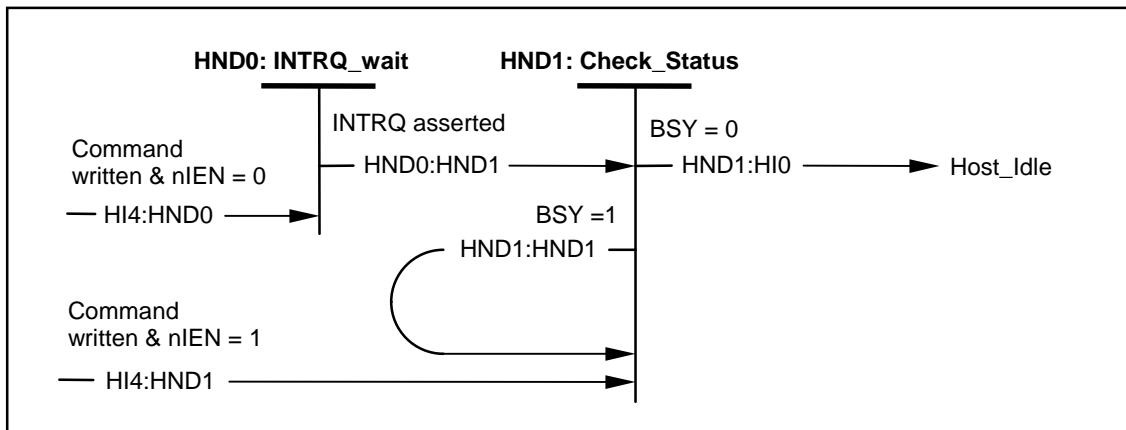 HND0: INTRQ_wait
HND1: Check_Status
INTRQ asserted
BSY = 0
Command
written & nIEN = 0
HND0:HND1
HND1:HI0
Host_Idle
HI4:HND0
BSY =1
HND1:HND1
Command
written & nIEN = 1
HI4:HND1